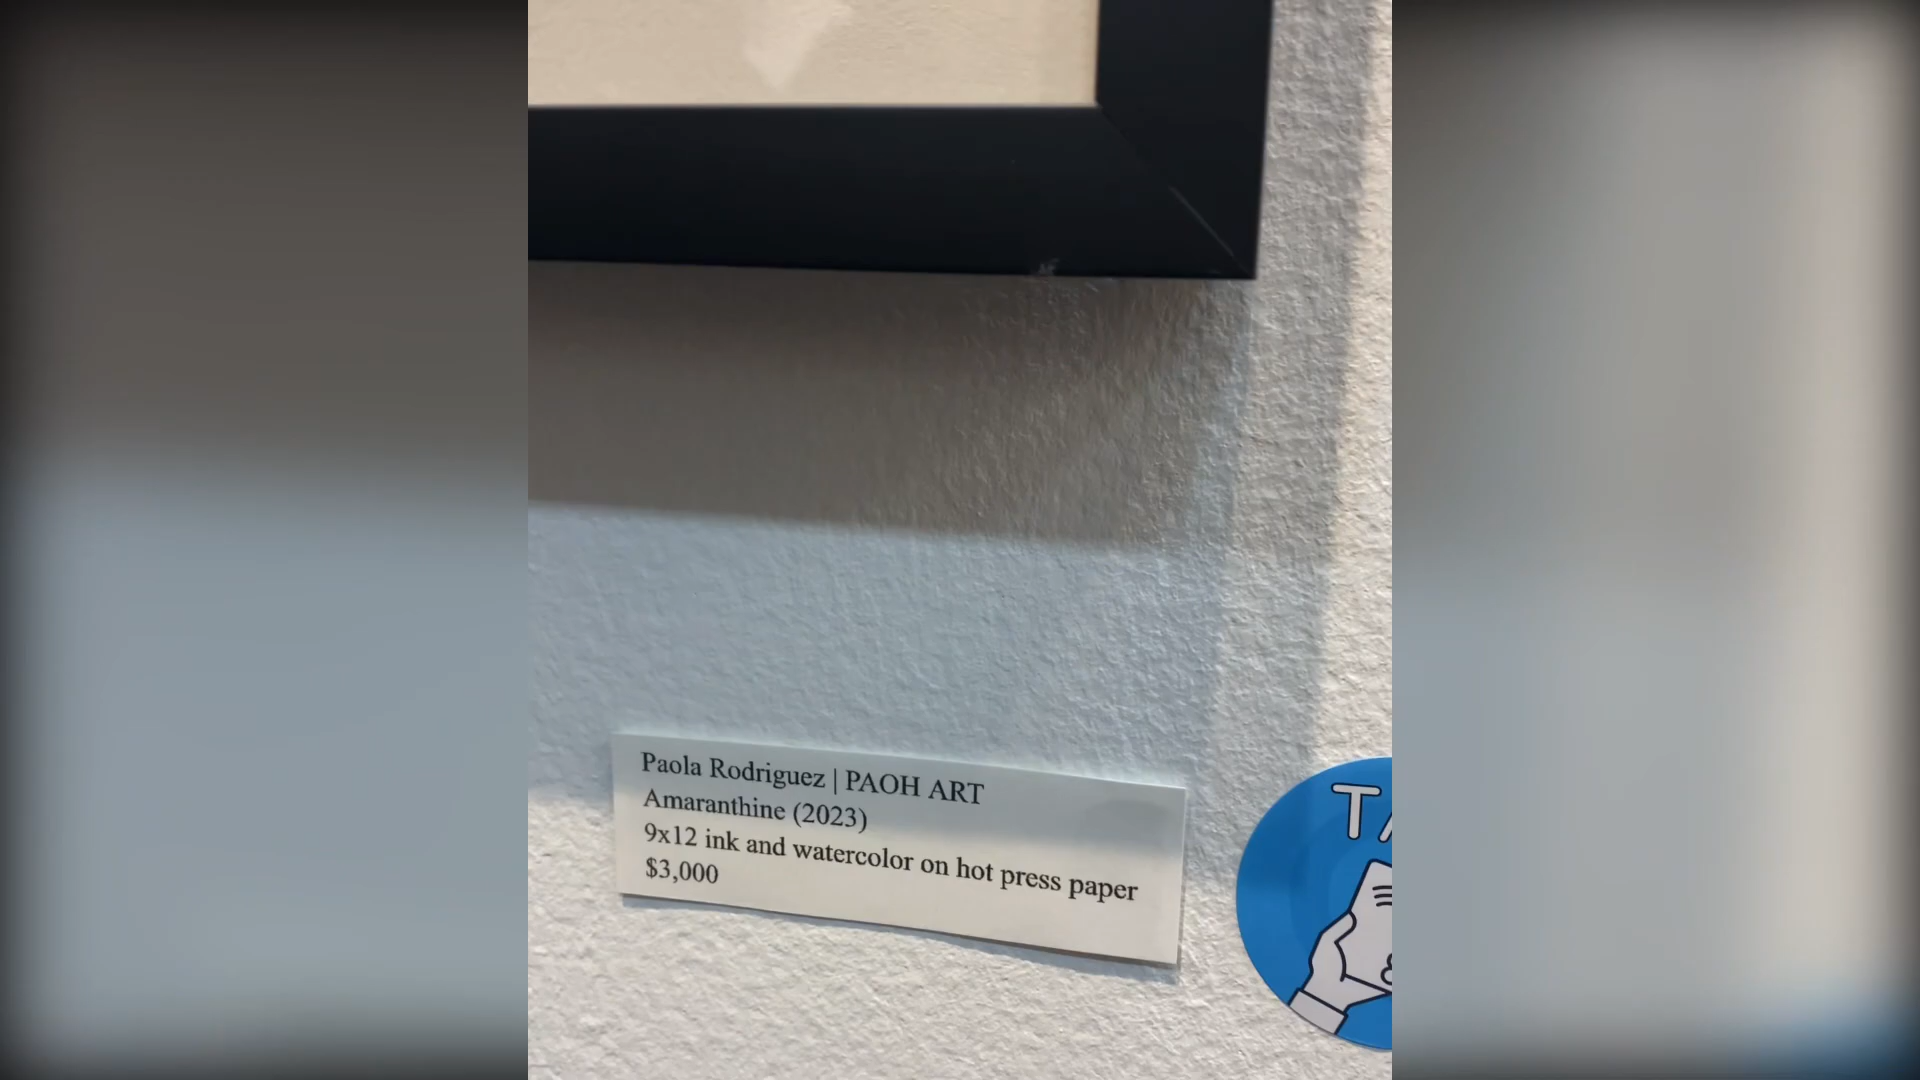 Paola Rodriguez | PAOH ART
Amaranthine (2023)
9x12 ink and watercolor on hot press paper
$3,000